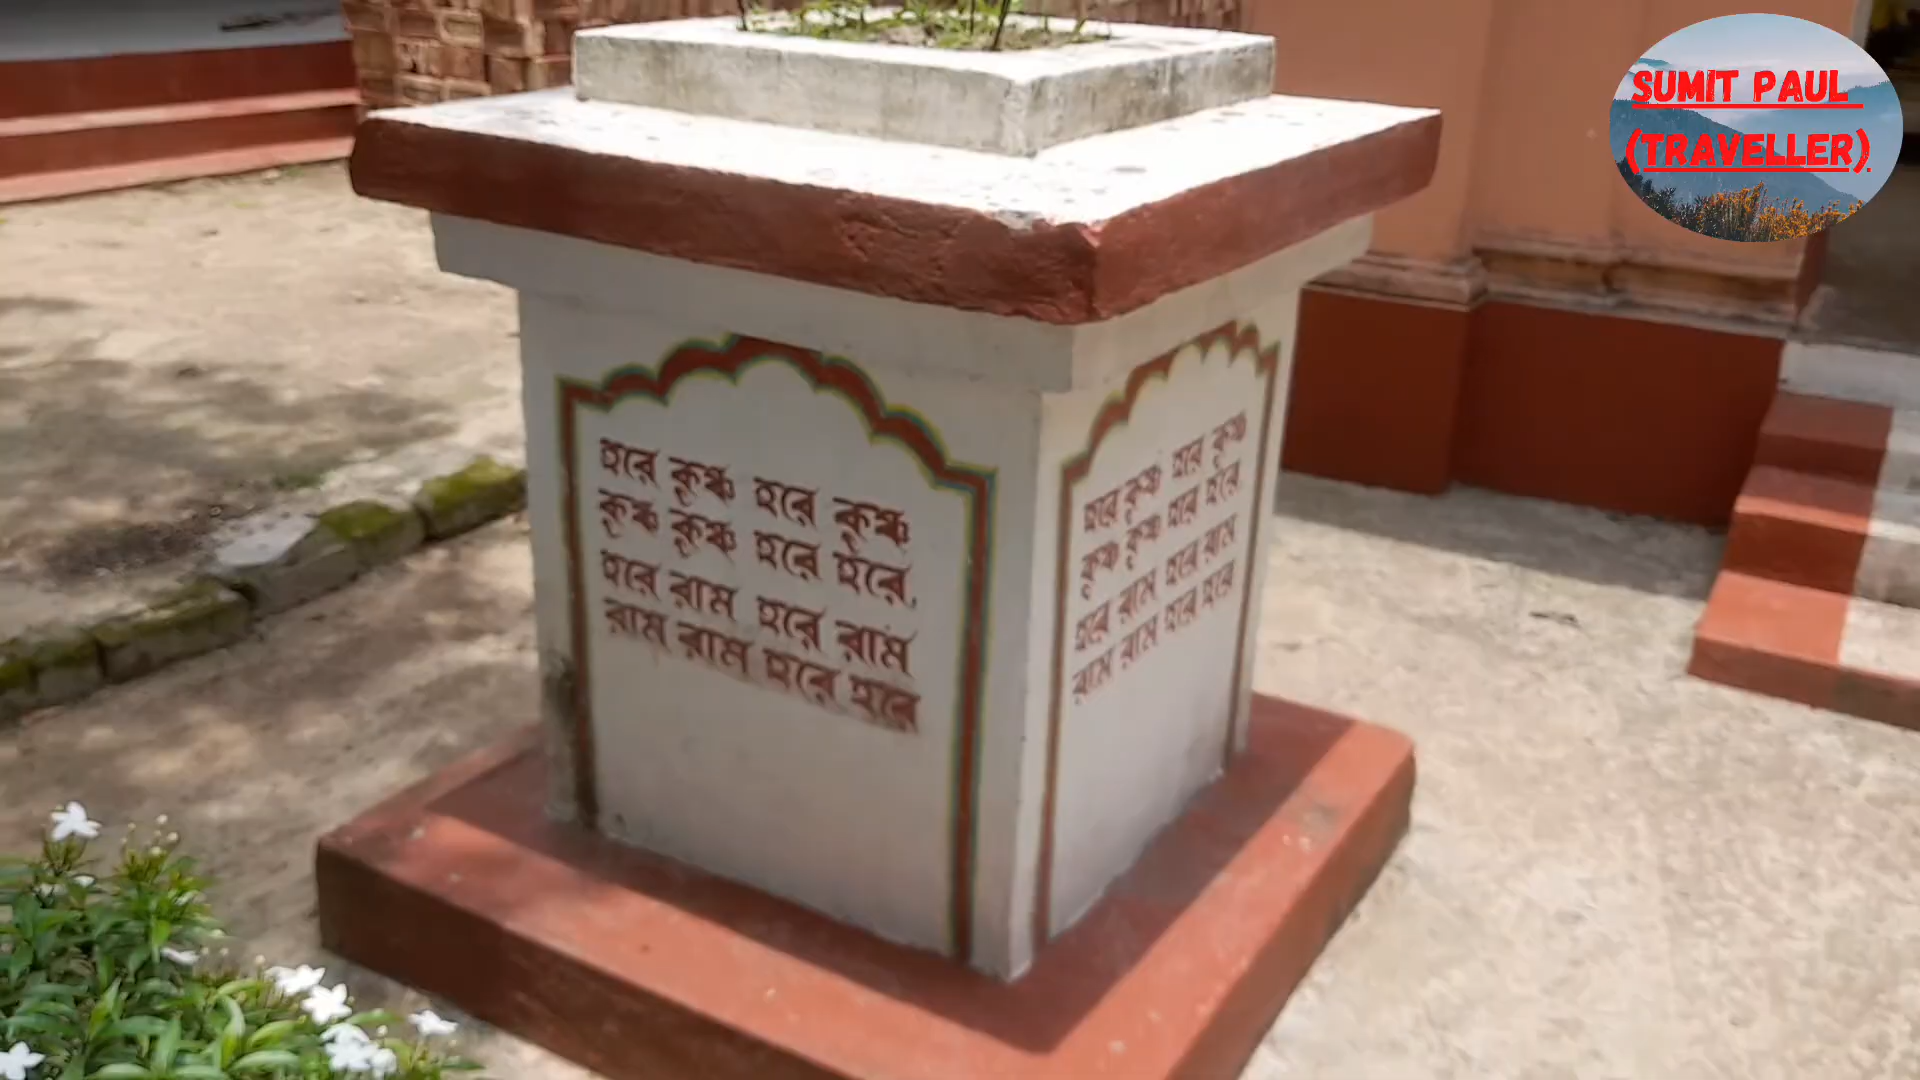 হরে কৃষ্ণ হরে কৃষ্ণ
কৃষ্ণ কৃষ্ণ হরে হরে,
হরে রাম হরে রাম
রাম রাম হরে হরে
হরে কৃষ্ণ হরে কৃষ্ণ
কৃষ্ণ কৃষ্ণ হরে হরে,
হরে রাম হরে রাম
রাম রাম হরে হরে
SUMIT PAUL
(TRAVELLER)